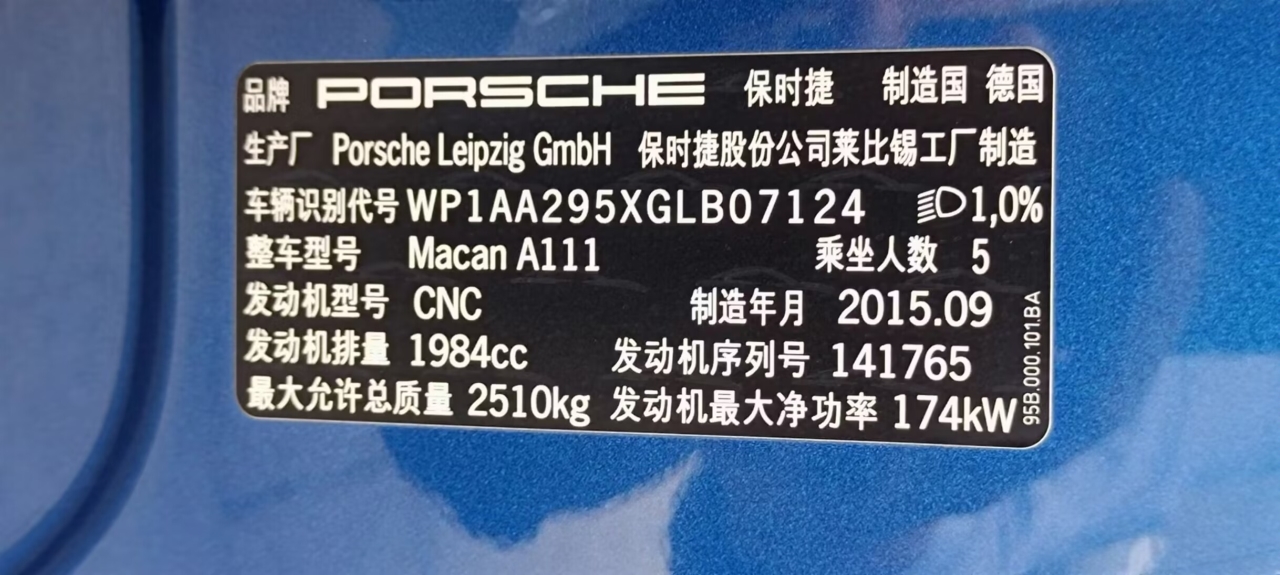 品牌 PORSCHE 保时捷 制造国 德国
生产厂 Porsche Leipzig GmbH 保时捷股份公司莱比锡工厂制造
车辆识别代号 WP1AA295XGLB07124 1,0%
整车型号 Macan A111 乘坐人数 5
发动机型号 CNC 制造年月 2015.09
发动机排量 1984cc 发动机序列号 141765
最大允许总质量 2510kg 发动机最大净功率 174kW
95B.000.101.BA